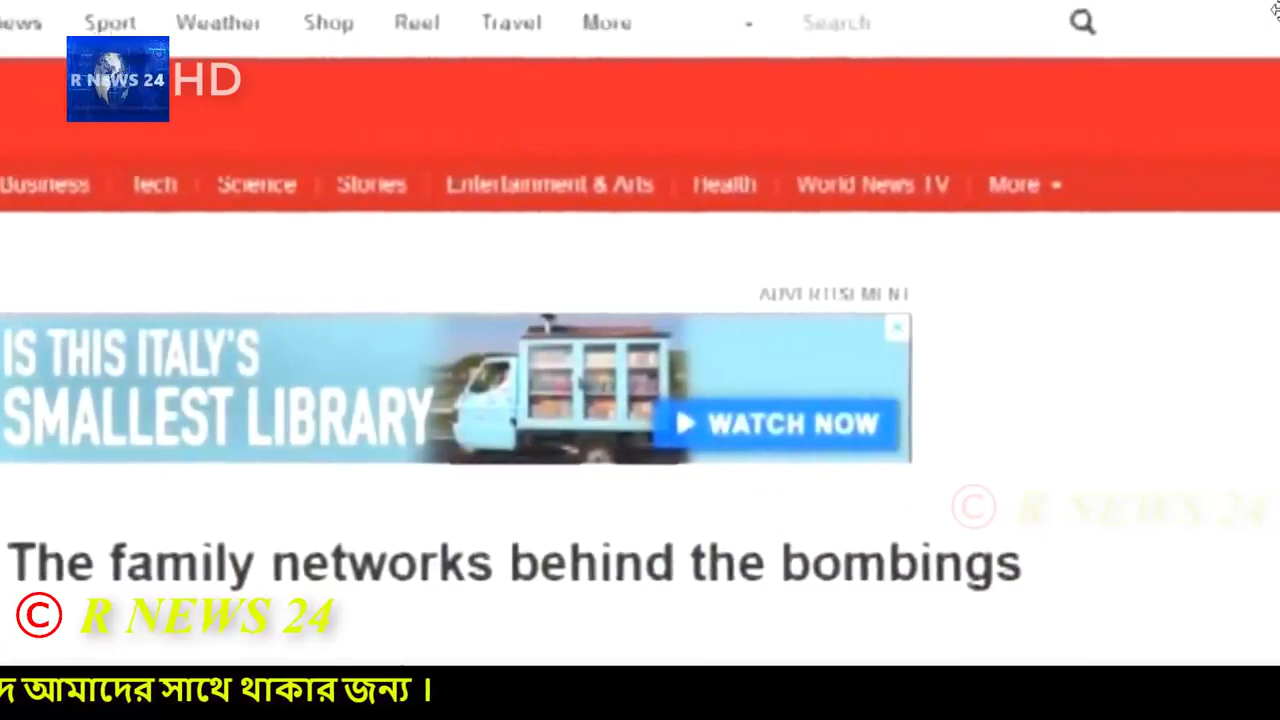 Sport Weather Shop Reel Travel More Search
R NEWS 24 HD
Business Tech Science Stories Entertainment & Arts Health World News TV More
ADVERTISEMENT
IS THIS ITALY'S
SMALLEST LIBRARY
WATCH NOW
© R NEWS 24
The family networks behind the bombings
© R NEWS 24
আমাদের সাথে থাকার জন্য ।